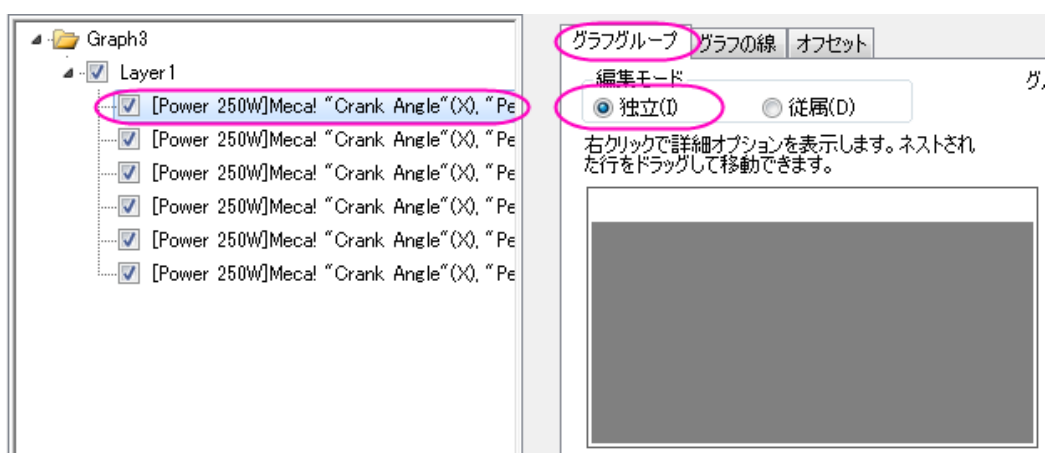 Graph3
Layer1
[Power 250W]Meca! "Crank Angle"(X), "Pe
[Power 250W]Meca! "Crank Angle"(X), "Pe
[Power 250W]Meca! "Crank Angle"(X), "Pe
[Power 250W]Meca! "Crank Angle"(X), "Pe
[Power 250W]Meca! "Crank Angle"(X), "Pe
[Power 250W]Meca! "Crank Angle"(X), "Pe
グラフグループ グラフの線 オフセット
編集モード
グ
独立(I) 従属(D)
右クリックで詳細オプションを表示します。ネストされ
た行をドラッグして移動できます。